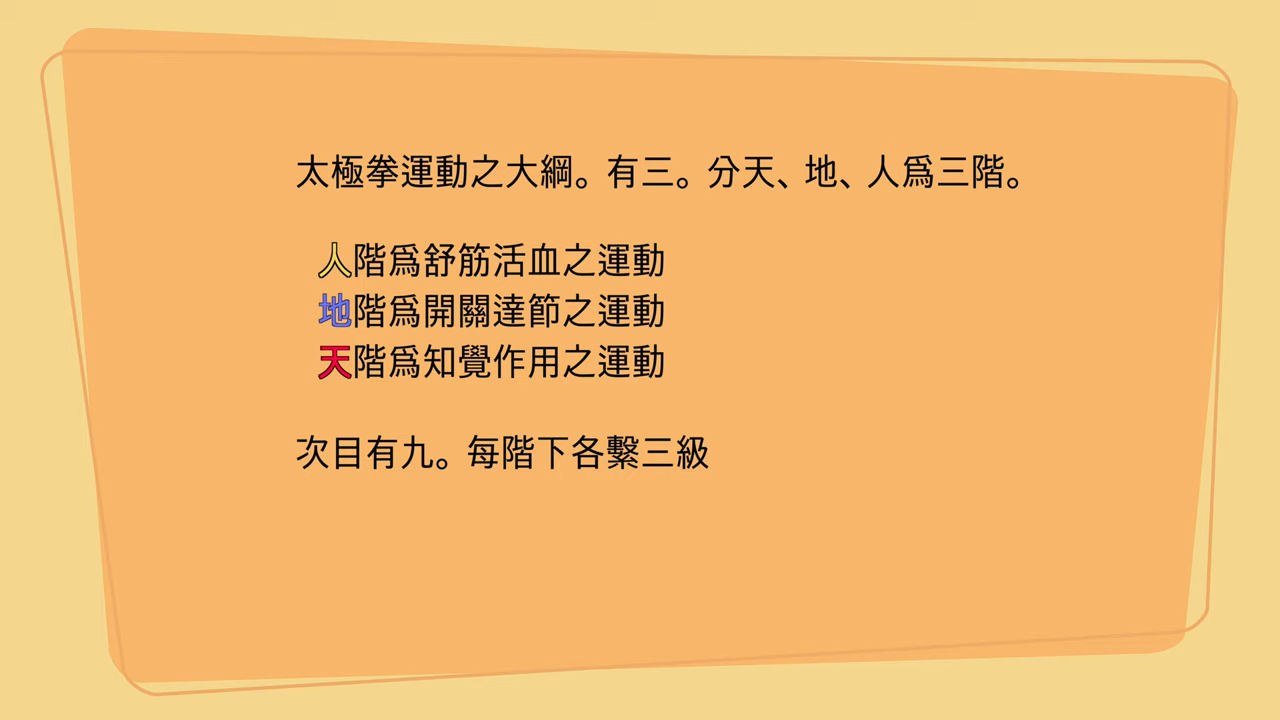 太極拳運動之大綱。有三。分天、地、人爲三階。
人階爲舒筋活血之運動
地階爲開關達節之運動
天階爲知覺作用之運動
次目有九。每階下各繫三級